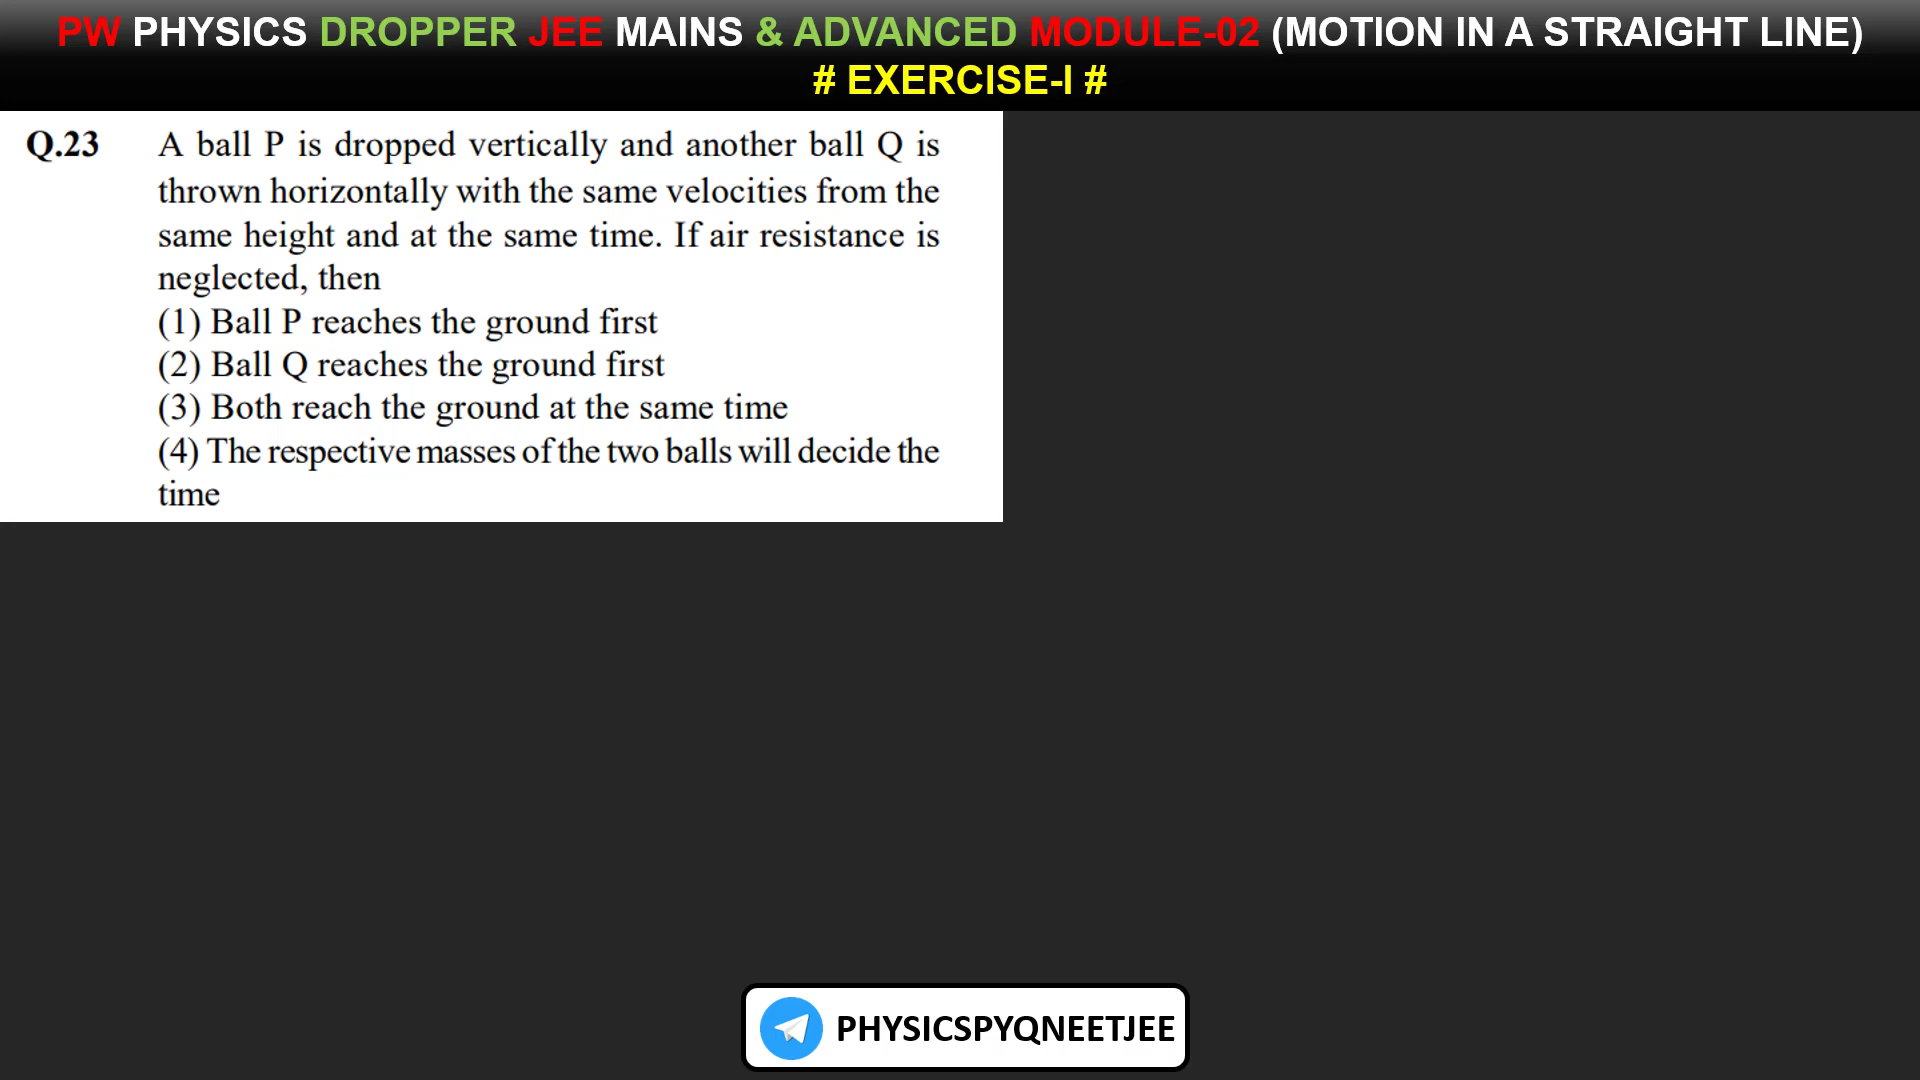 PW PHYSICS DROPPER JEE MAINS & ADVANCED MODULE-02 (MOTION IN A STRAIGHT LINE)
# EXERCISE-I #
Q.23 A ball P is dropped vertically and another ball Q is
thrown horizontally with the same velocities from the
same height and at the same time. If air resistance is
neglected, then
(1) Ball P reaches the ground first
(2) Ball Q reaches the ground first
(3) Both reach the ground at the same time
(4) The respective masses of the two balls will decide the
time
PHYSICSPYQNEETJEE